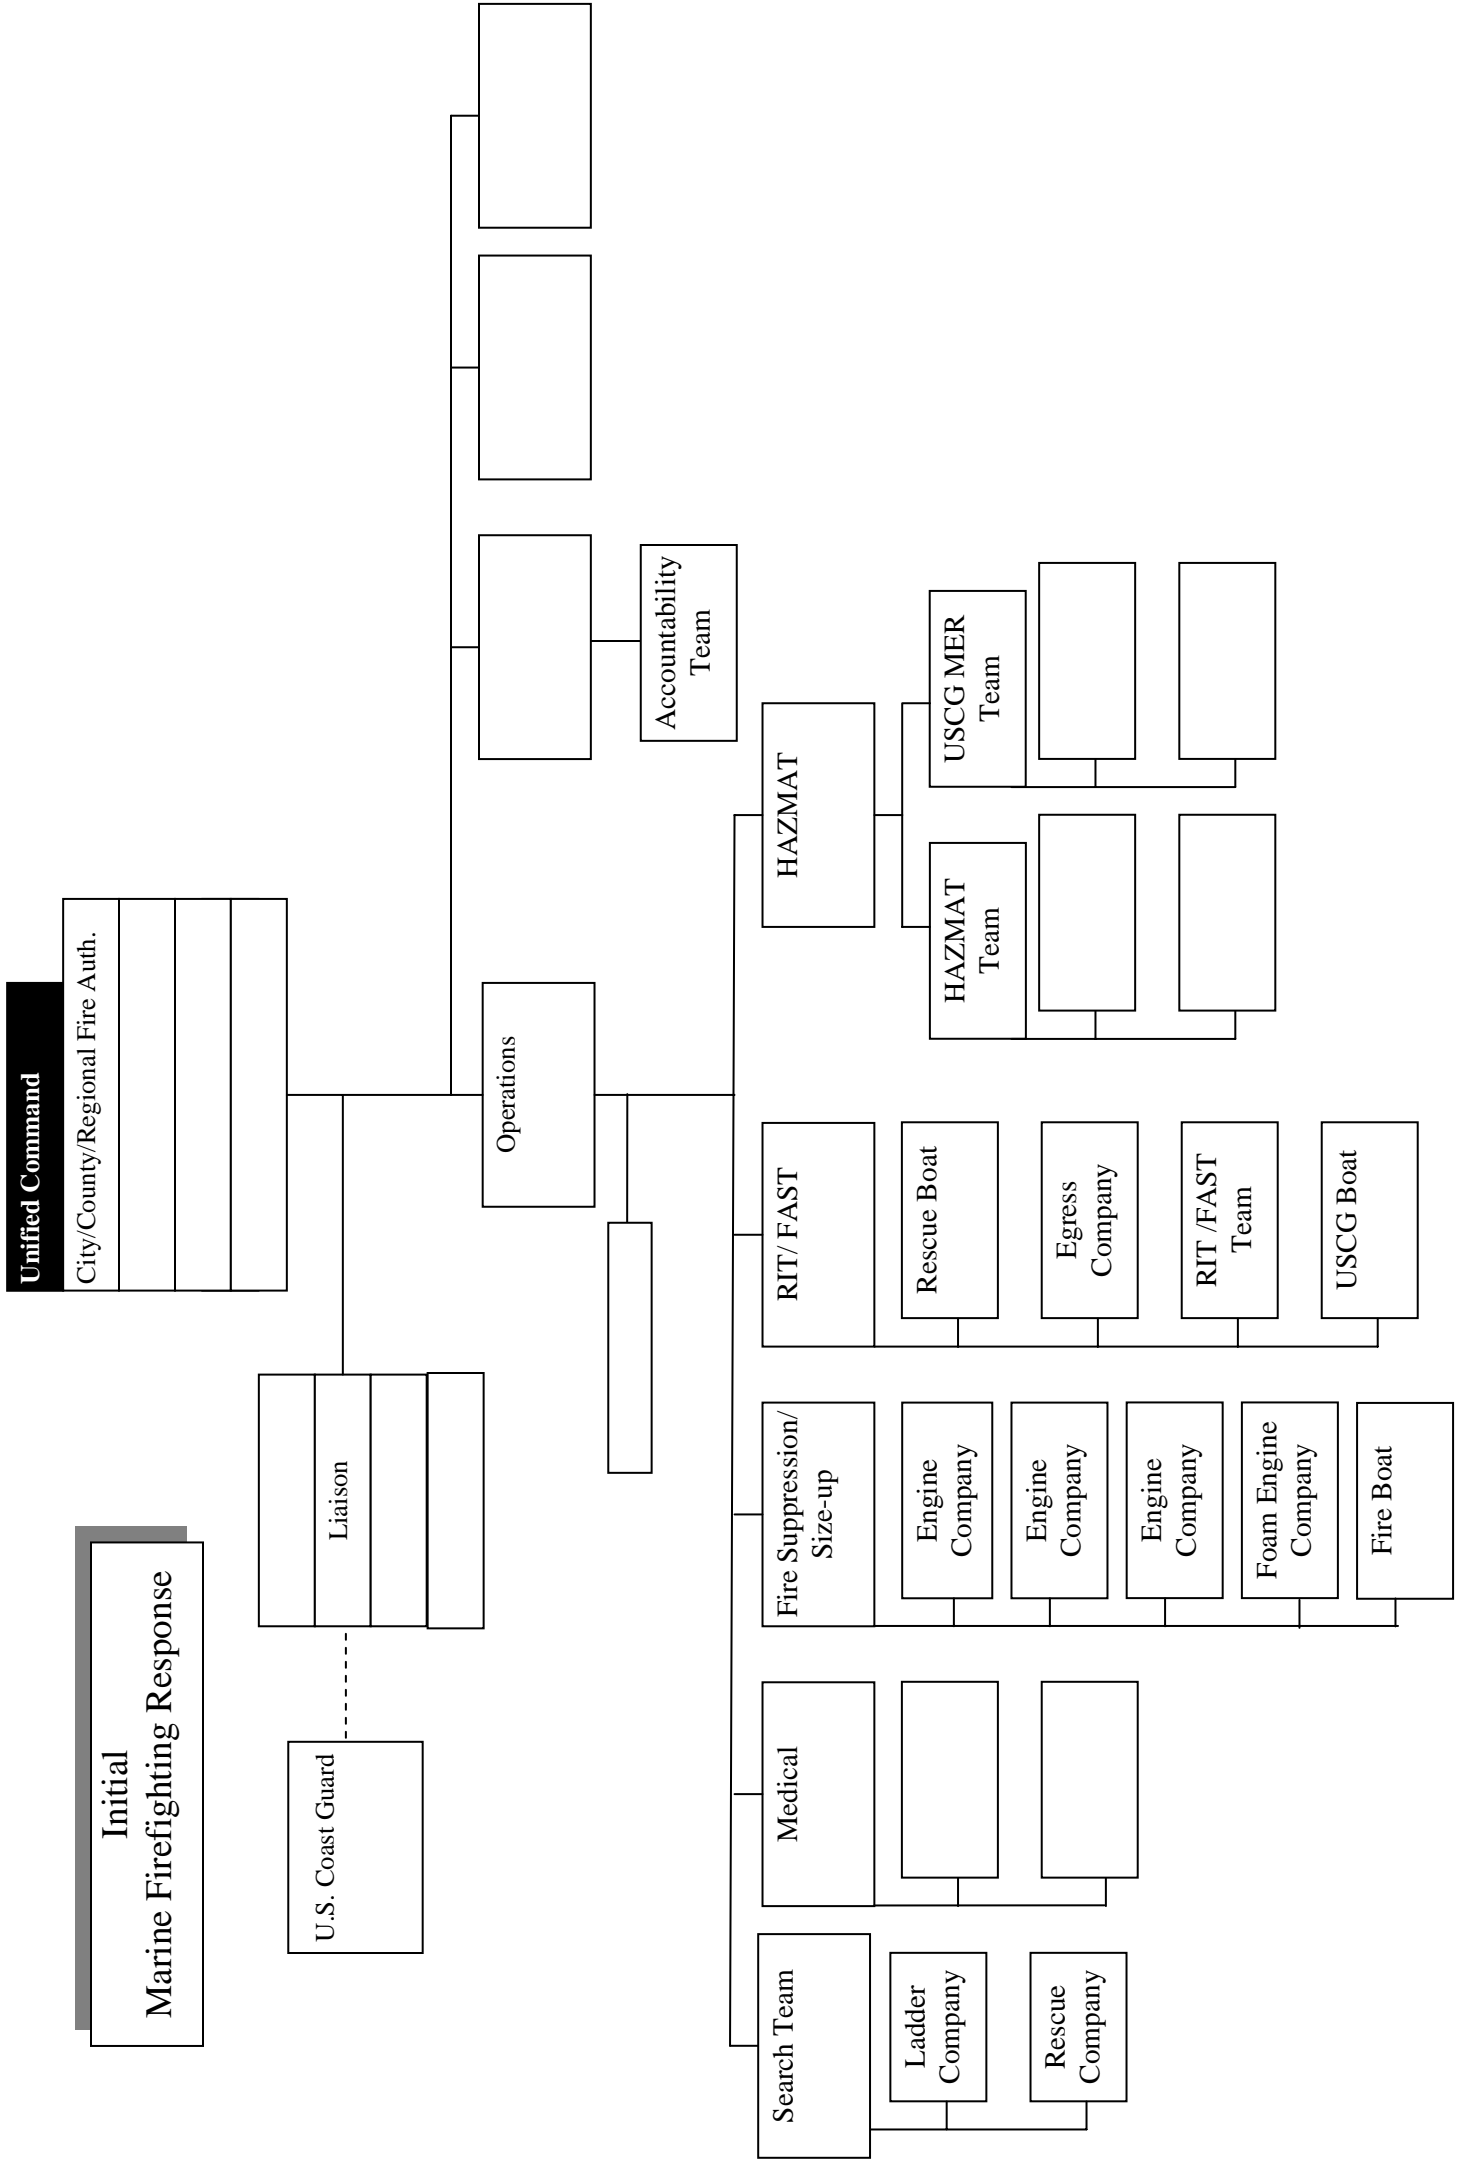 Initial
Marine Firefighting Response
Unified Command
City/County/Regional Fire Auth.
Liaison
U.S. Coast Guard
Operations
Accountability
Team
Search Team
Ladder
Company
Rescue
Company
Medical
Fire Suppression/
Size-up
Engine
Company
Engine
Company
Engine
Company
Foam Engine
Company
Fire Boat
RIT/ FAST
Rescue Boat
Egress
Company
RIT /FAST
Team
USCG Boat
HAZMAT
HAZMAT
Team
USCG MER
Team